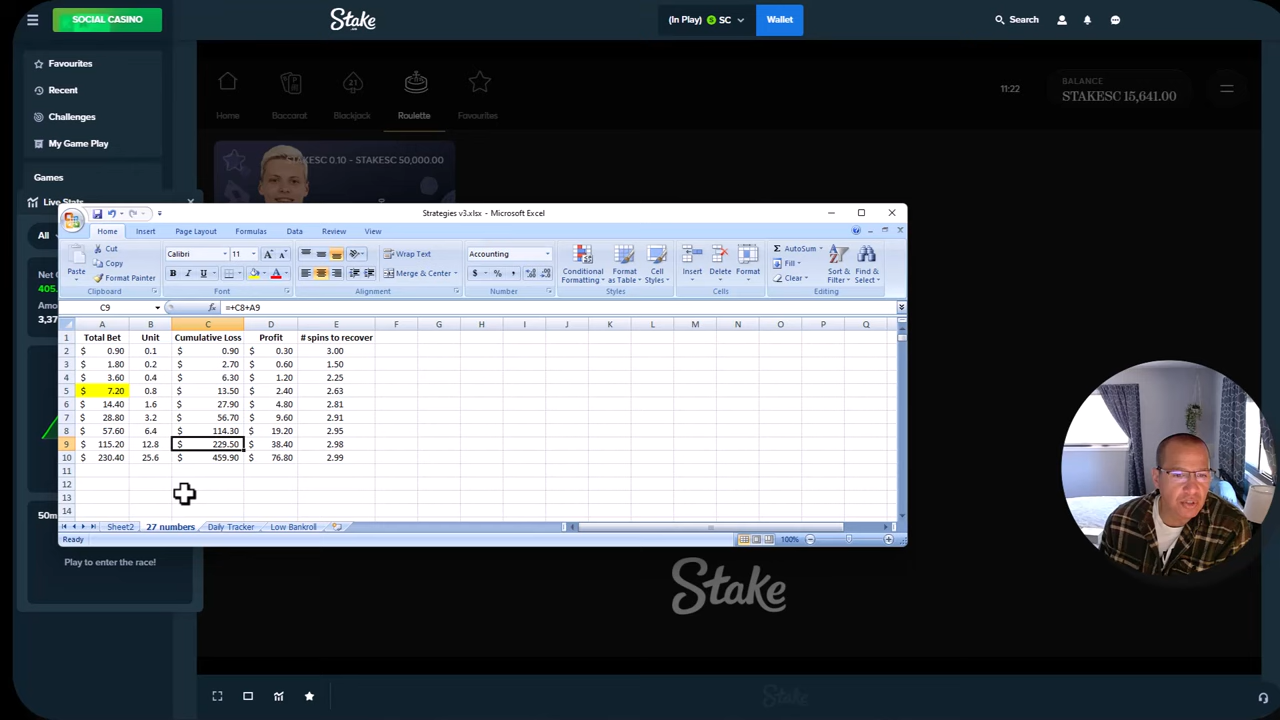 SOCIAL CASINO
Stake
(In Play) SC
Wallet
Search
Favourites
Recent
Challenges
My Game Play
Games
Live Stats
All
Net
405.
Amo
3,37
50m
Play to enter the race!
Home
Baccarat
Blackjack
Roulette
Favourites
11:22
BALANCE
STAKESC 15,641.00
STAKESC 0.10 - STAKESC 50,000.00
Strategies v3.xlsx - Microsoft Excel
Home Insert Page Layout Formulas Data Review View
Paste
Cut
Copy
Format Painter
Clipboard
Calibri 11
B I U
Font
Wrap Text
Merge & Center
Alignment
Accounting
$ % ,
Number
Conditional Formatting
Format as Table
Cell Styles
Styles
Insert
Delete
Format
Cells
AutoSum
Fill
Clear
Sort & Filter
Find & Select
Editing
C9 fx =+C8+A9
A B C D E F G H I J K L M N O P Q
1 Total Bet Unit Cumulative Loss Profit # spins to recover
2 $ 0.90 0.1 $ 0.90 $ 0.30 3.00
3 $ 1.80 0.2 $ 2.70 $ 0.60 1.50
4 $ 3.60 0.4 $ 6.30 $ 1.20 2.25
5 $ 7.20 0.8 $ 13.50 $ 2.40 2.63
6 $ 14.40 1.6 $ 27.90 $ 4.80 2.81
7 $ 28.80 3.2 $ 56.70 $ 9.60 2.91
8 $ 57.60 6.4 $ 114.30 $ 19.20 2.95
9 $ 115.20 12.8 $ 229.50 $ 38.40 2.98
10 $ 230.40 25.6 $ 459.90 $ 76.80 2.99
11
12
13
14
Sheet2 27 numbers Daily Tracker Low Bankroll
Ready
100%
Stake
Stake